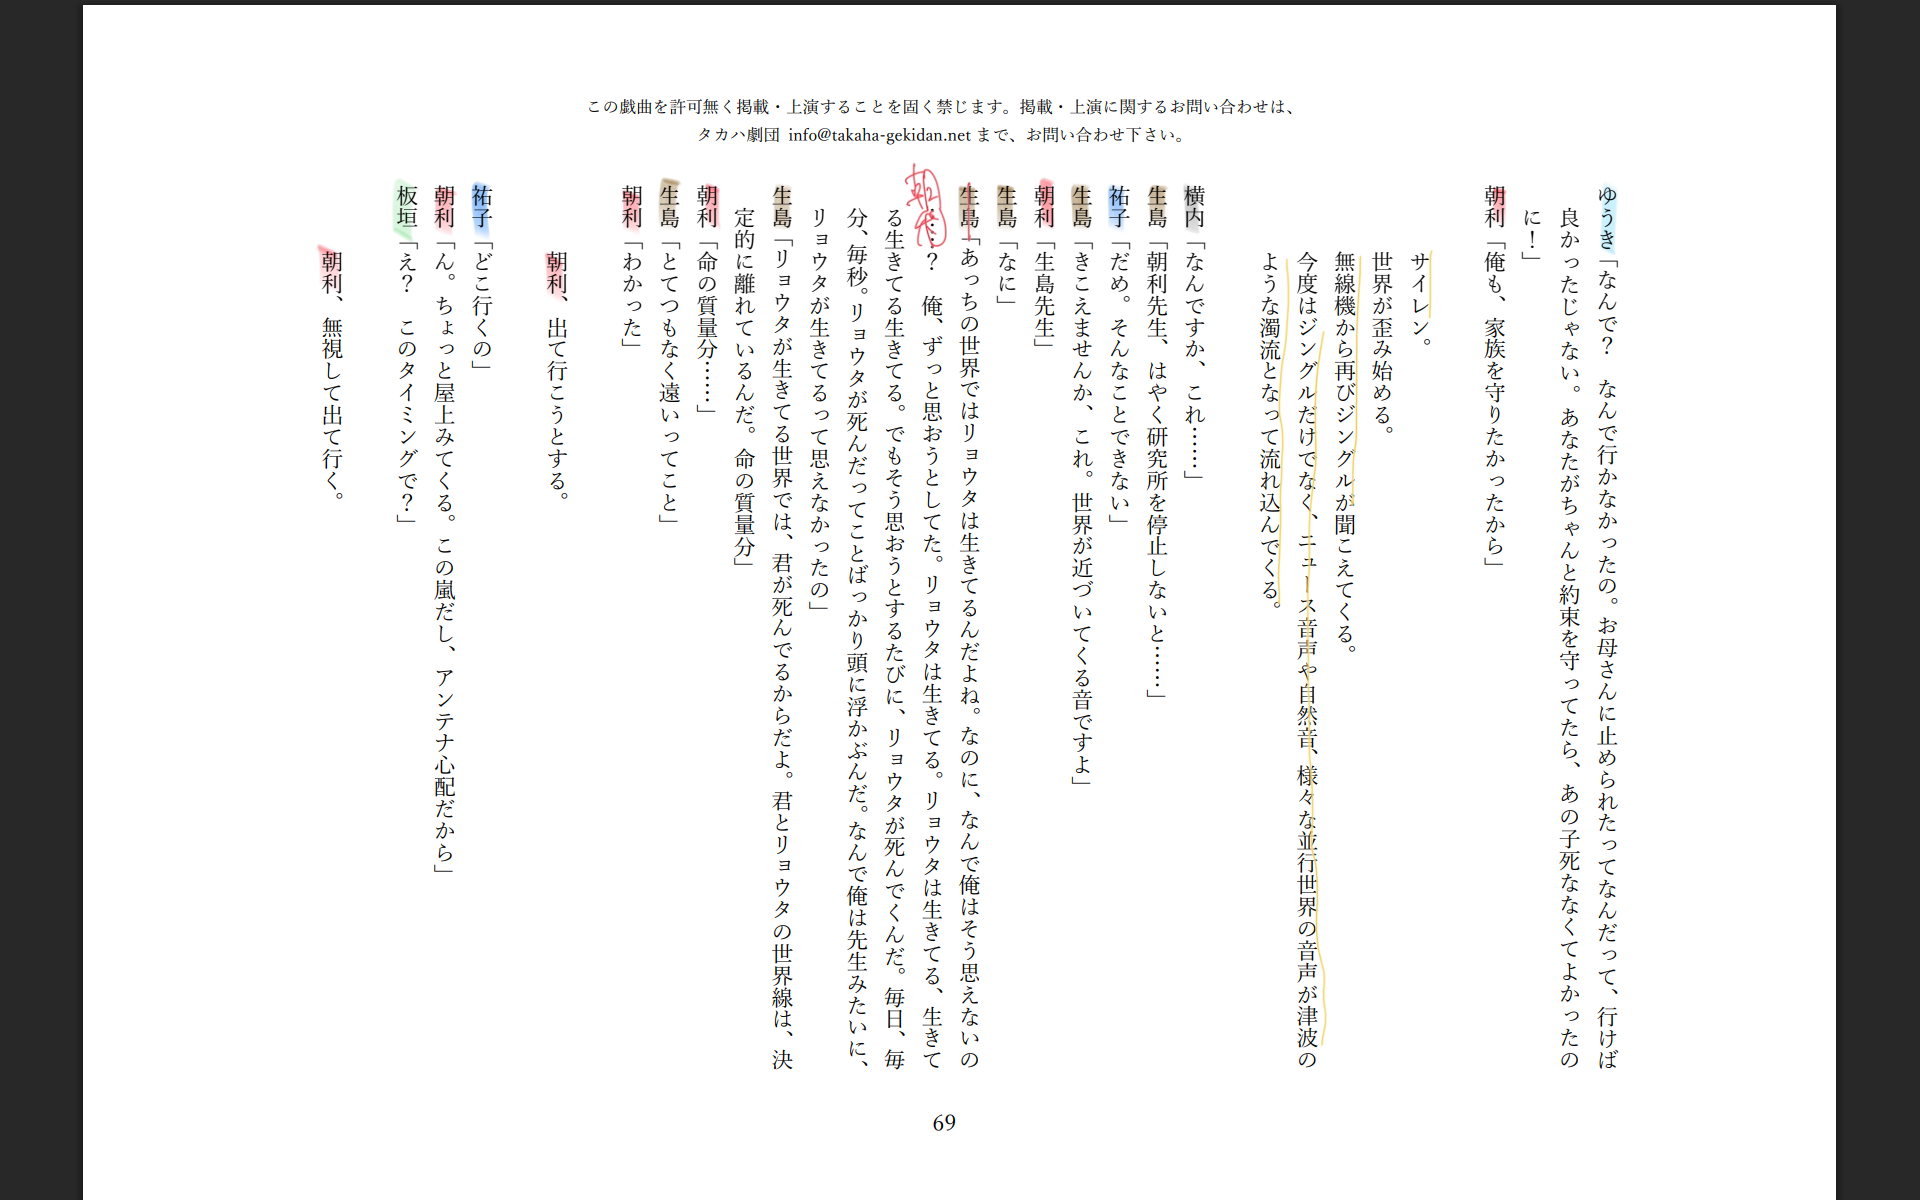 この戯曲を許可無く掲載・上演することを固く禁じます。掲載・上演に関するお問い合わせは、
タカハ劇団 info@takaha-gekidan.net まで、お問い合わせ下さい。
ゆうき「なんで？　なんで行かなかったの。お母さんに止められたってなんだって、行けば
良かったじゃない。あなたがちゃんと約束を守ってたら、あの子死ななくてよかったの
に！」
朝利「俺も、家族を守りたかったから」
サイレン。
世界が歪み始める。
無線機から再びジングルが聞こえてくる。
今度はジングルだけでなく、ニュース音声や自然音、様々な並行世界の音声が津波の
ような濁流となって流れ込んでくる。
横内「なんですか、これ……」
生島「朝利先生、はやく研究所を停止しないと……」
祐子「だめ。そんなことできない」
生島「きこえませんか、これ。世界が近づいてくる音ですよ」
朝利「生島先生」
生島「なに」
生島「あっちの世界ではリョウタは生きてるんだよね。なのに、なんで俺はそう思えないの
朝利
……？　俺、ずっと思おうとしてた。リョウタは生きてる。リョウタは生きてる、生きて
る生きてる生きてる。でもそう思おうとするたびに、リョウタが死んでくんだ。毎日、毎
分、毎秒。リョウタが死んだってことばっかり頭に浮かぶんだ。なんで俺は先生みたいに、
リョウタが生きてるって思えなかったの」
生島「リョウタが生きてる世界では、君が死んでるからだよ。君とリョウタの世界線は、決
定的に離れているんだ。命の質量分」
朝利「命の質量分……」
生島「とてつもなく遠いってこと」
朝利「わかった」
朝利、出て行こうとする。
祐子「どこ行くの」
朝利「ん。ちょっと屋上みてくる。この嵐だし、アンテナ心配だから」
板垣「え？　このタイミングで？」
朝利、無視して出て行く。
69